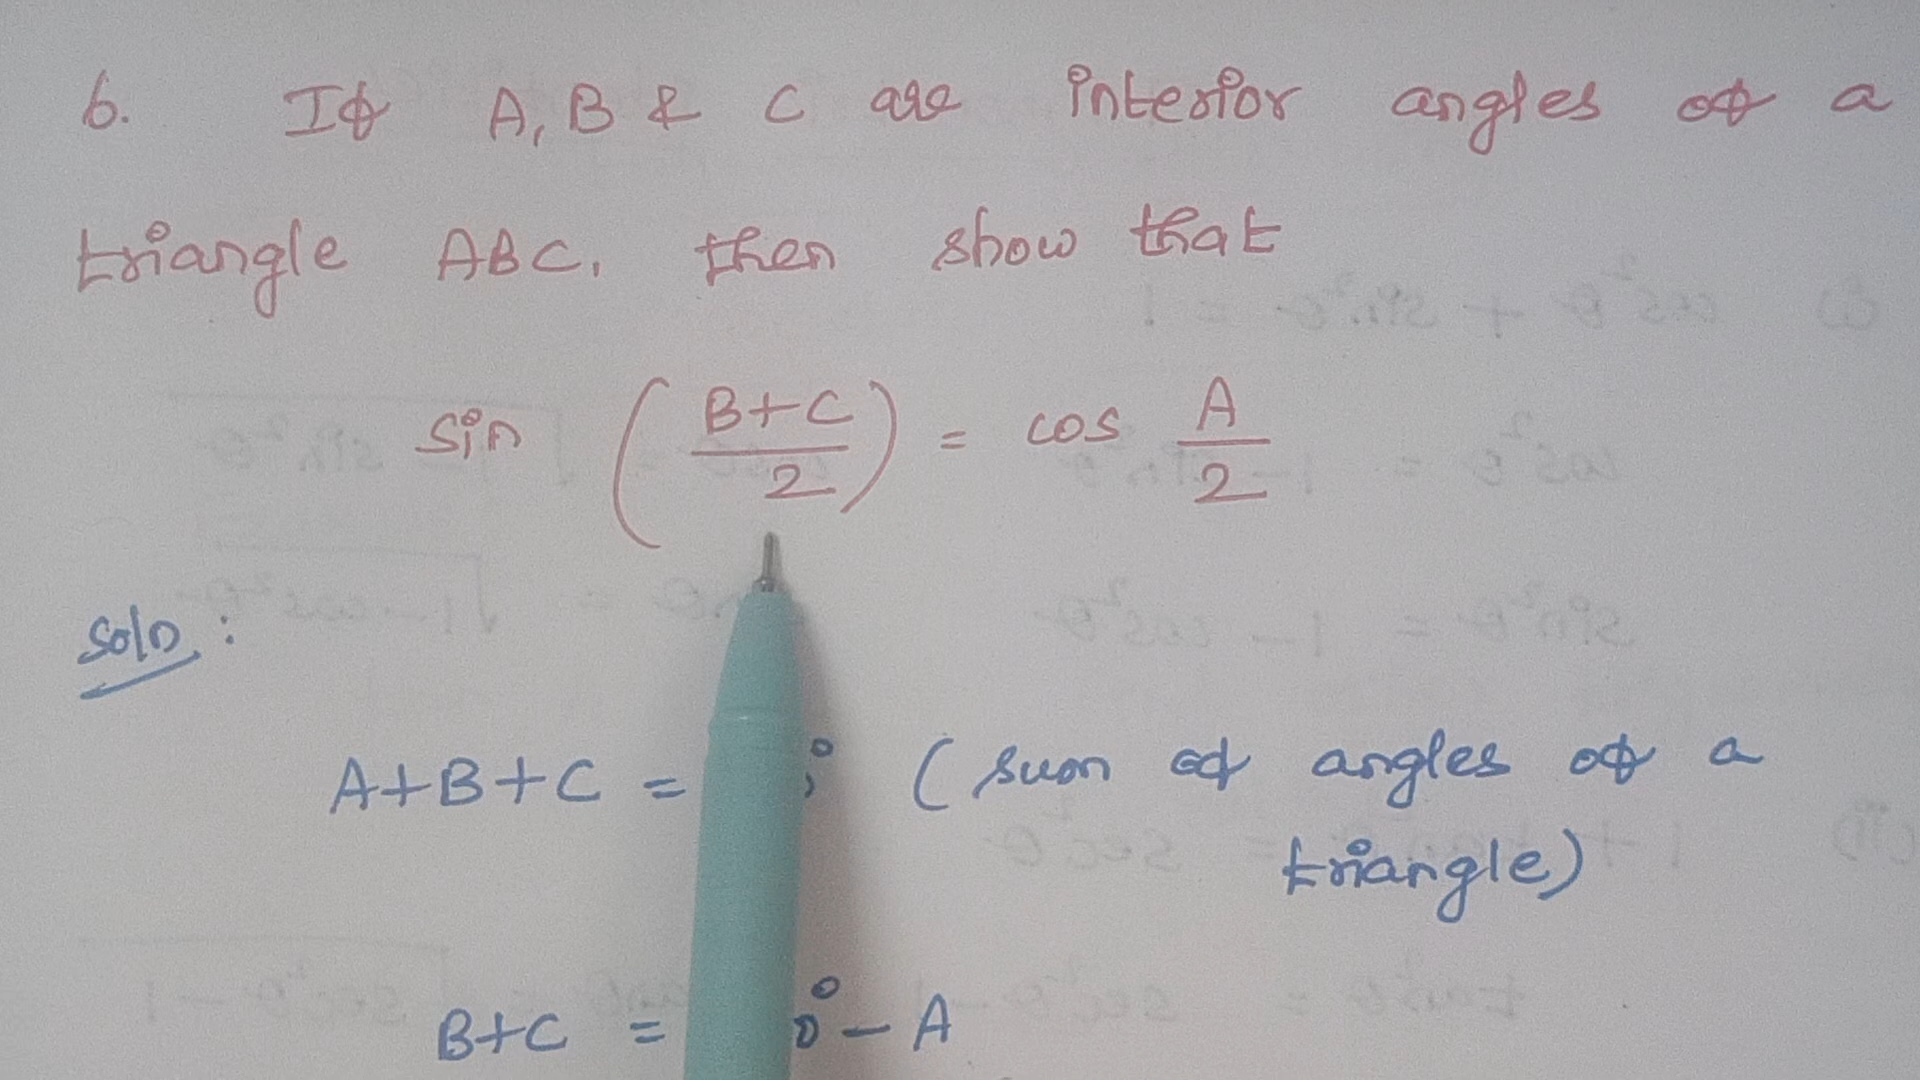 6. If A, B & C are interior angles of a
triangle ABC, then show that
sin ( B+C / 2 ) = cos A / 2
Soln :
A+B+C = ° ( sum of angles of a
triangle)
B+C = 0° - A